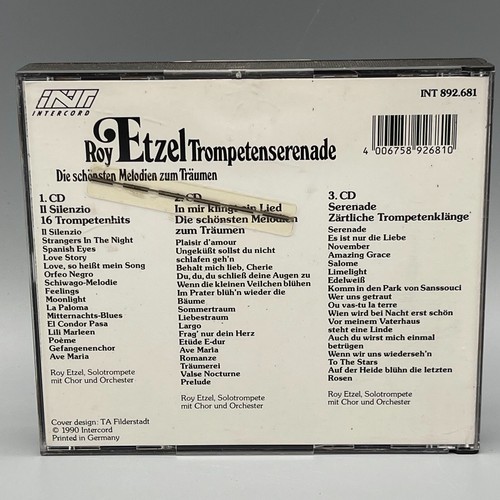 INT
INTERCORD
INT 892.681
4 006758 926810
Roy Etzel Trompetenserenade
Die schönsten Melodien zum Träumen
1. CD
Il Silenzio
16 Trompetenhits
Il Silenzio
Strangers In The Night
Spanish Eyes
Love Story
Love, so heißt mein Song
Orfeo Negro
Schiwago-Melodie
Feelings
Moonlight
La Paloma
Mitternachts-Blues
El Condor Pasa
Lili Marleen
Poème
Gefangenenchor
Ave Maria
Roy Etzel, Solotrompete
mit Chor und Orchester
2. CD
In mir klingt ein Lied
Die schönsten Melodien
zum Träumen
Plaisir d'amour
Ungeküßt sollst du nicht
schlafen geh'n
Behalt mich lieb, Cherie
Du, du, du schließ deine Augen zu
Wenn die kleinen Veilchen blühen
Im Prater blüh'n wieder die
Bäume
Sommertraum
Liebestraum
Largo
Frag' nur dein Herz
Etüde E-dur
Ave Maria
Romanze
Träumerei
Valse Nocturne
Prelude
Roy Etzel, Solotrompete
mit Chor und Orchester
3. CD
Serenade
Zärtliche Trompetenklänge
Serenade
Es ist nur die Liebe
November
Amazing Grace
Salome
Limelight
Edelweiß
Komm in den Park von Sanssouci
Wer uns getraut
Ou vas-tu la terre
Wien wird bei Nacht erst schön
Vor meinem Vaterhaus
steht eine Linde
Auch du wirst mich einmal
betrügen
Wenn wir uns wiederseh'n
To The Stars
Auf der Heide blühn die letzten
Rosen
Roy Etzel, Solotrompete
mit Chor und Orchester
Cover design: TA Filderstadt
© 1990 Intercord
Printed in Germany